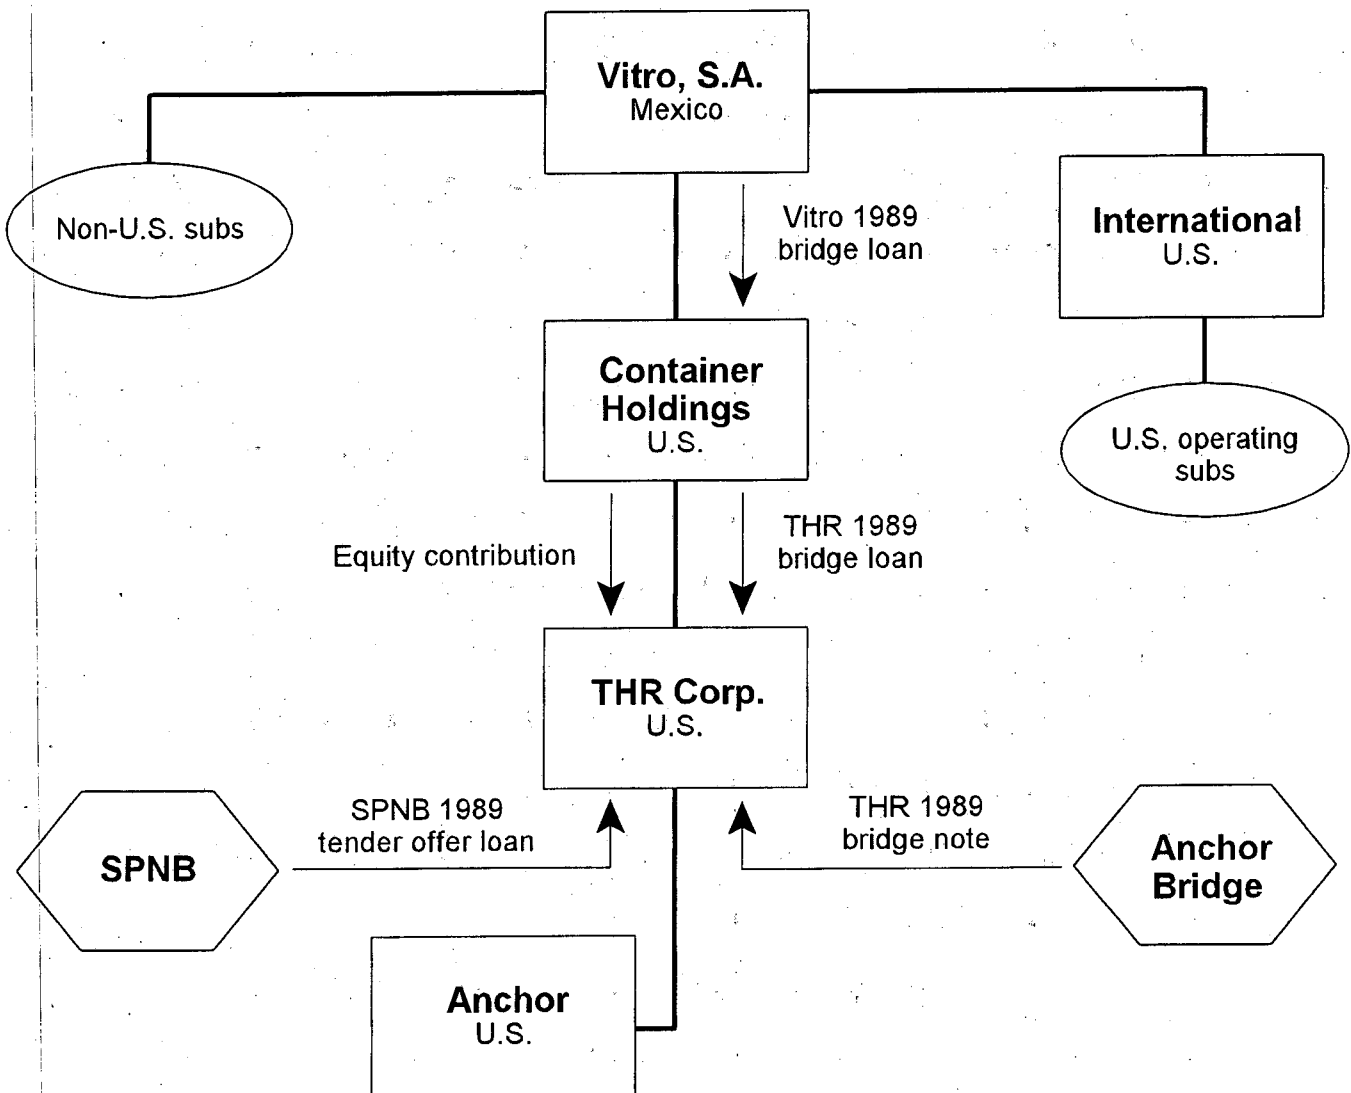 Vitro, S.A.
Mexico
Non-U.S. subs
Vitro 1989
bridge loan
International
U.S.
Container
Holdings
U.S.
U.S. operating
subs
Equity contribution
THR 1989
bridge loan
THR Corp.
U.S.
SPNB
SPNB 1989
tender offer loan
THR 1989
bridge note
Anchor
Bridge
Anchor
U.S.